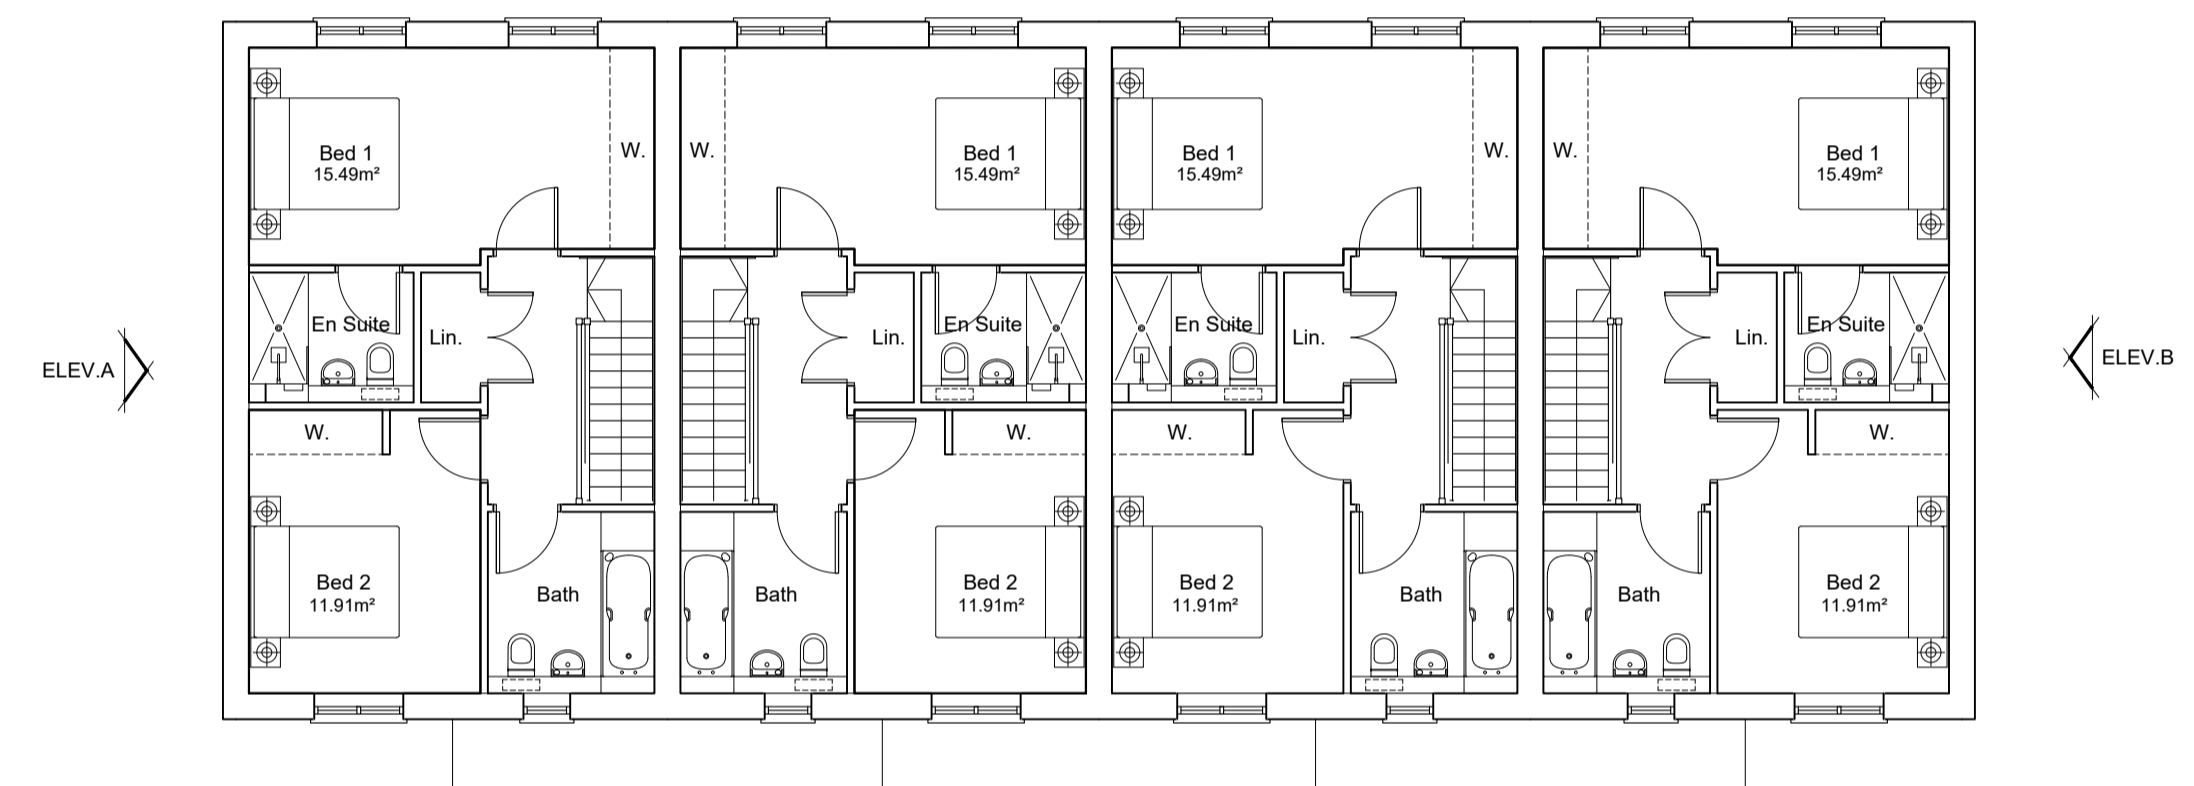 Bed 1
15.49m²
W.
W.
Bed 1
15.49m²
Bed 1
15.49m²
W.
W.
Bed 1
15.49m²
En Suite
Lin.
Lin.
En Suite
En Suite
Lin.
Lin.
En Suite
ELEV.A
ELEV.B
W.
W.
W.
W.
Bed 2
11.91m²
Bath
Bath
Bed 2
11.91m²
Bed 2
11.91m²
Bath
Bath
Bed 2
11.91m²